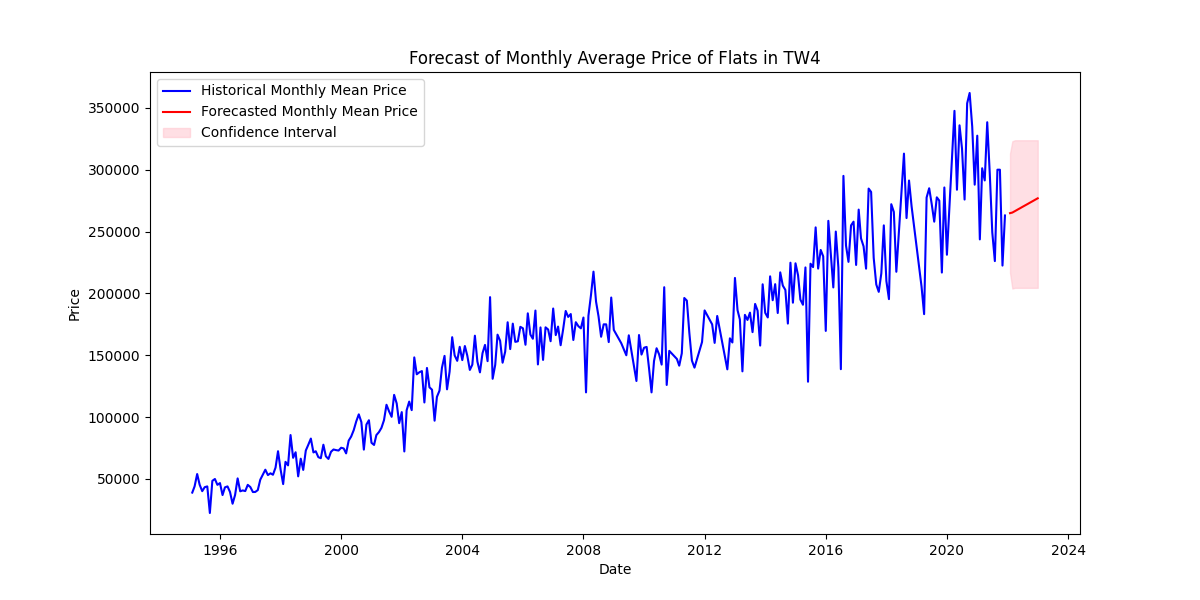 Forecast of Monthly Average Price of Flats in TW4
Historical Monthly Mean Price
Forecasted Monthly Mean Price
Confidence Interval
350000
300000
250000
200000
150000
100000
50000
Price
1996 2000 2004 2008 2012 2016 2020 2024
Date